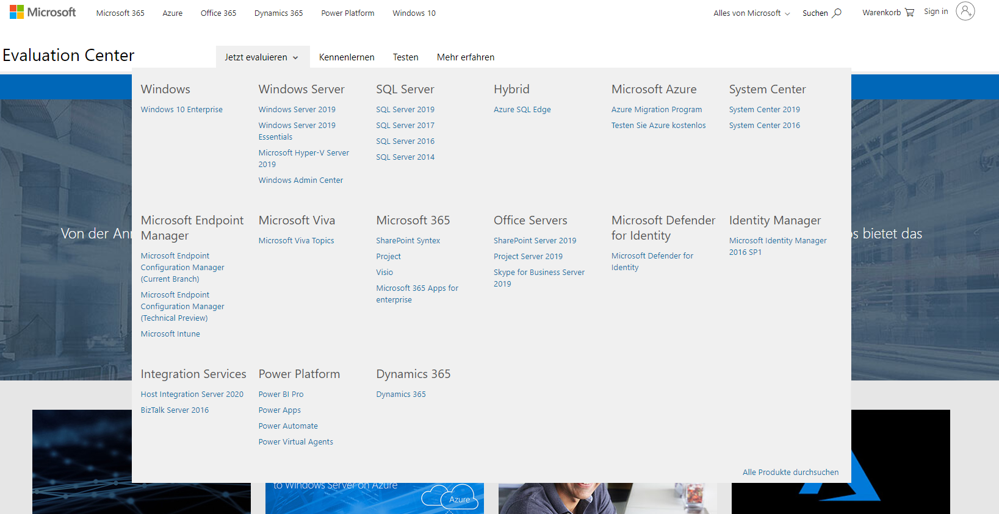 Microsoft
Microsoft 365
Azure
Office 365
Dynamics 365
Power Platform
Windows 10
Alles von Microsoft
Suchen
Warenkorb
Sign in
Evaluation Center
Jetzt evaluieren
Kennenlernen
Testen
Mehr erfahren
Windows
Windows 10 Enterprise
Windows Server
Windows Server 2019
Windows Server 2019
Essentials
Microsoft Hyper-V Server
2019
Windows Admin Center
SQL Server
SQL Server 2019
SQL Server 2017
SQL Server 2016
SQL Server 2014
Hybrid
Azure SQL Edge
Microsoft Azure
Azure Migration Program
Testen Sie Azure kostenlos
System Center
System Center 2019
System Center 2016
Von der
bietet das
Microsoft Endpoint
Manager
Microsoft Endpoint
Configuration Manager
(Current Branch)
Microsoft Endpoint
Configuration Manager
(Technical Preview)
Microsoft Intune
Microsoft Viva
Microsoft Viva Topics
Microsoft 365
SharePoint Syntex
Project
Visio
Microsoft 365 Apps for
enterprise
Office Servers
SharePoint Server 2019
Project Server 2019
Skype for Business Server
2019
Microsoft Defender
for Identity
Microsoft Defender for
Identity
Identity Manager
Microsoft Identity Manager
2016 SP1
Integration Services
Host Integration Server 2020
BizTalk Server 2016
Power Platform
Power BI Pro
Power Apps
Power Automate
Power Virtual Agents
Dynamics 365
Dynamics 365
Alle Produkte durchsuchen
to Windows Server on Azure
Azure